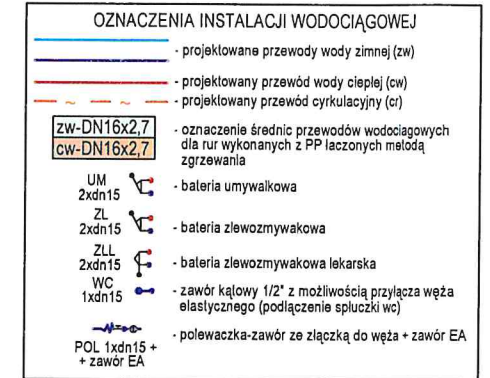 OZNACZENIA INSTALACJI WODOCIĄGOWEJ
- projektowane przewody wody zimnej (zw)
- projektowany przewód wody ciepłej (cw)
- projektowany przewód cyrkulacyjny (cr)
zw-DN16x2,7
cw-DN16x2,7
- oznaczenie średnic przewodów wodociagowych
dla rur wykonanych z PP łaczonych metodą
zgrzewania
UM
2xdn15
- bateria umywalkowa
ZL
2xdn15
- bateria zlewozmywakowa
ZLL
2xdn15
- bateria zlewozmywakowa lekarska
WC
1xdn15
- zawór kątowy 1/2" z możliwością przyłącza węża
elastycznego (podłączenie spłuczki wc)
POL 1xdn15 +
+ zawór EA
- polewaczka-zawór ze złączką do węża + zawór EA